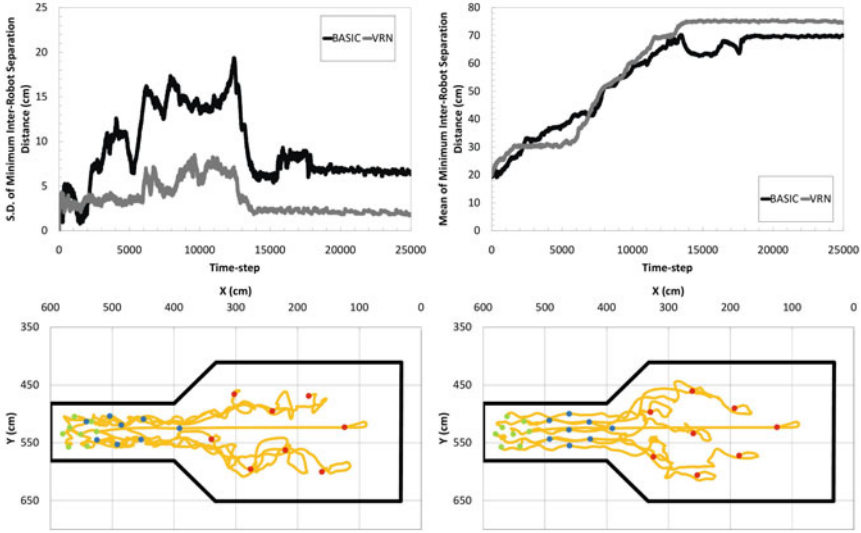 25
20
15
10
5
0
S.D. of Minimum Inter-Robot Separation
Distance (cm)
BASIC VRN
0 5000 10000 15000 20000 25000
Time-step
80
70
60
50
40
30
20
10
0
Mean of Minimum Inter-Robot Separation
Distance (cm)
BASIC VRN
0 5000 10000 15000 20000 25000
Time-step
X (cm)
600 500 400 300 200 100 0
350
450
550
650
Y (cm)
X (cm)
600 500 400 300 200 100 0
350
450
550
650
Y (cm)